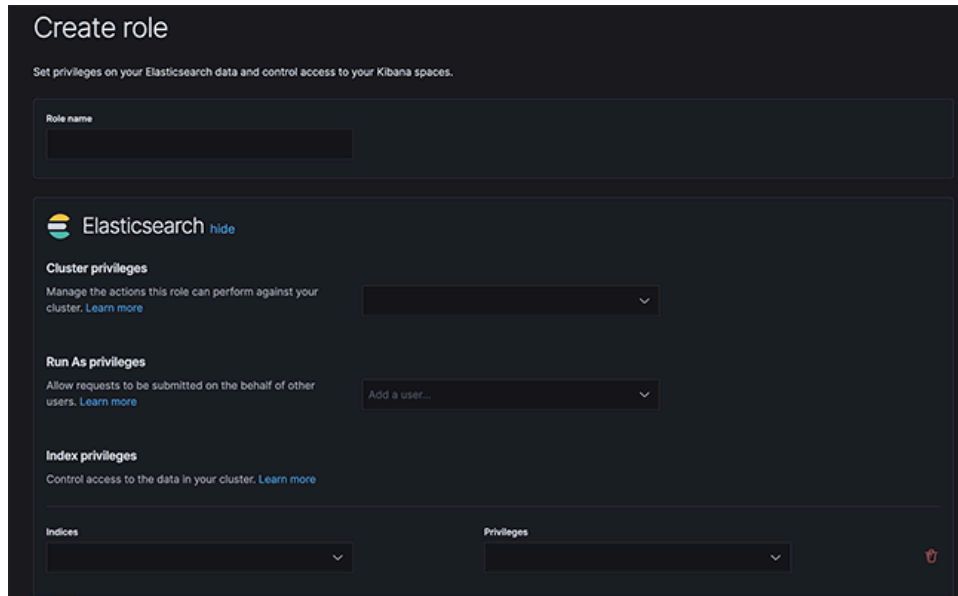 Create role
Set privileges on your Elasticsearch data and control access to your Kibana spaces.
Role name
Elasticsearch hide
Cluster privileges
Manage the actions this role can perform against your
cluster. Learn more
Run As privileges
Allow requests to be submitted on the behalf of other
users. Learn more
Add a user...
Index privileges
Control access to the data in your cluster. Learn more
Indices
Privileges